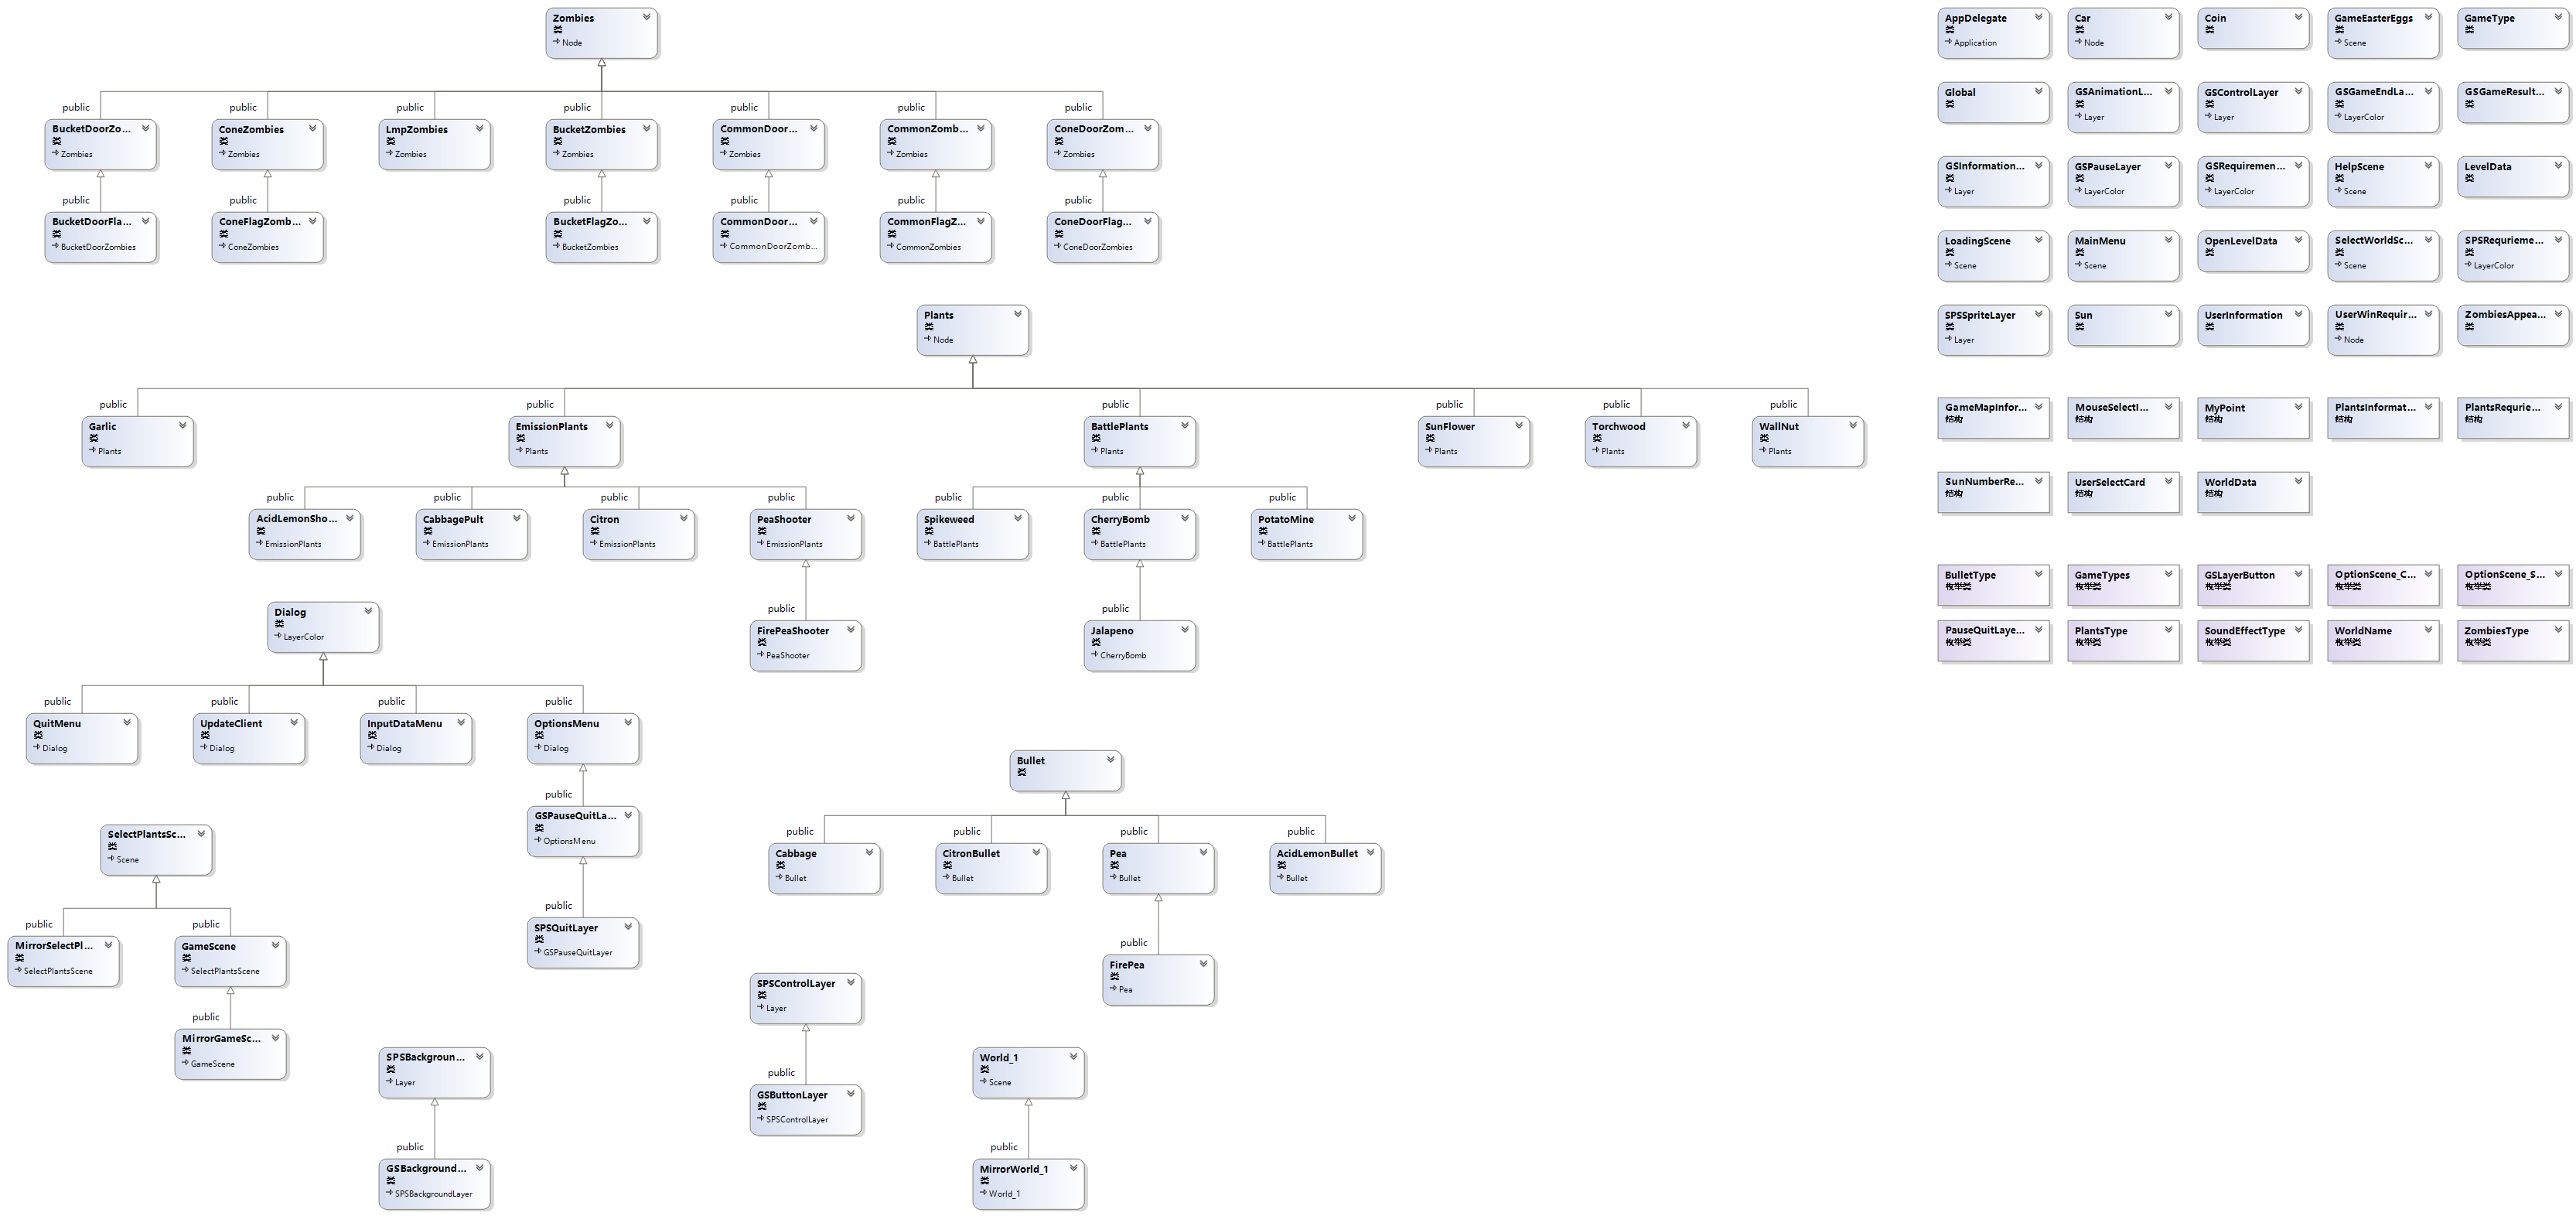 Zombies
类
Node
public
public
public
public
public
public
public
BucketDoorZo...
类
Zombies
ConeZombies
类
Zombies
LmpZombies
类
Zombies
BucketZombies
类
Zombies
CommonDoor...
类
Zombies
CommonZomb...
类
Zombies
ConeDoorZom...
类
Zombies
public
public
public
public
public
public
BucketDoorFla...
类
BucketDoorZombies
ConeFlagZomb...
类
ConeZombies
BucketFlagZo...
类
BucketZombies
CommonDoor...
类
CommonDoorZomb...
CommonFlagZ...
类
CommonZombies
ConeDoorFlag...
类
ConeDoorZombies
Plants
类
Node
public
public
public
public
public
public
Garlic
类
Plants
EmissionPlants
类
Plants
BattlePlants
类
Plants
SunFlower
类
Plants
Torchwood
类
Plants
WallNut
类
Plants
public
public
public
public
public
public
public
AcidLemonSho...
类
EmissionPlants
CabbagePult
类
EmissionPlants
Citron
类
EmissionPlants
PeaShooter
类
EmissionPlants
Spikeweed
类
BattlePlants
CherryBomb
类
BattlePlants
PotatoMine
类
BattlePlants
public
public
FirePeaShooter
类
PeaShooter
Jalapeno
类
CherryBomb
Dialog
类
LayerColor
public
public
public
public
QuitMenu
类
Dialog
UpdateClient
类
Dialog
InputDataMenu
类
Dialog
OptionsMenu
类
Dialog
public
GSPauseQuitLa...
类
OptionsMenu
public
SPSQuitLayer
类
GSPauseQuitLayer
Bullet
类
public
public
public
public
Cabbage
类
Bullet
CitronBullet
类
Bullet
Pea
类
Bullet
AcidLemonBullet
类
Bullet
public
FirePea
类
Pea
SelectPlantsSc...
类
Scene
public
public
MirrorSelectPl...
类
SelectPlantsScene
GameScene
类
SelectPlantsScene
public
MirrorGameSc...
类
GameScene
SPSBackgroun...
类
Layer
public
GSBackground...
类
SPSBackgroundLayer
SPSControlLayer
类
Layer
public
GSButtonLayer
类
SPSControlLayer
World_1
类
Scene
public
MirrorWorld_1
类
World_1
AppDelegate
类
Application
Car
类
Node
Coin
类
GameEasterEggs
类
Scene
GameType
类
Global
类
GSAnimationL...
类
Layer
GSControlLayer
类
Layer
GSGameEndLa...
类
LayerColor
GSGameResult...
类
GSInformation...
类
Layer
GSPauseLayer
类
LayerColor
GSRequiremen...
类
LayerColor
HelpScene
类
Scene
LevelData
类
LoadingScene
类
Scene
MainMenu
类
Scene
OpenLevelData
类
SelectWorldSc...
类
Scene
SPSRequrieme...
类
LayerColor
SPSSpriteLayer
类
Layer
Sun
类
UserInformation
类
UserWinRequir...
类
Node
ZombiesAppea...
类
GameMapInfor...
结构
MouseSelectI...
结构
MyPoint
结构
PlantsInformat...
结构
PlantsRequrie...
结构
SunNumberRe...
结构
UserSelectCard
结构
WorldData
结构
BulletType
枚举类
GameTypes
枚举类
GSLayerButton
枚举类
OptionScene_C...
枚举类
OptionScene_S...
枚举类
PauseQuitLaye...
枚举类
PlantsType
枚举类
SoundEffectType
枚举类
WorldName
枚举类
ZombiesType
枚举类